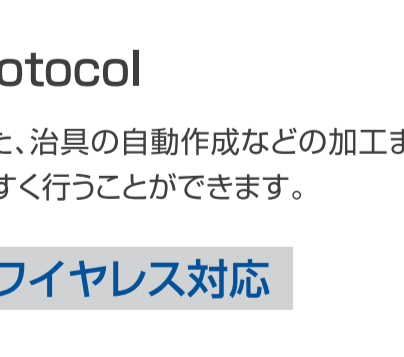 otocol
た、治具の自動作成などの加工ま
すく行うことができます。
ワイヤレス対応